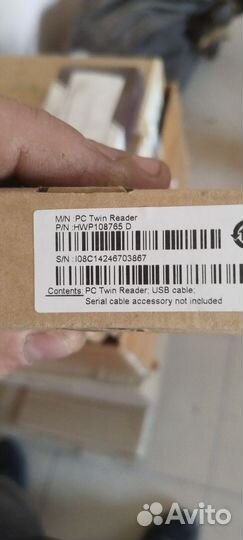 M/N :PC Twin Reader
P/N :HWP108765 D
S/N :I08C14246703867
Contents: PC Twin Reader; USB cable;
Serial cable accessory not included
Avito